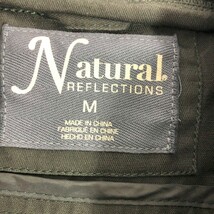 Natural
REFLECTIONS
M
MADE IN CHINA
FABRIQUÉ EN CHINE
HECHO EN CHINA